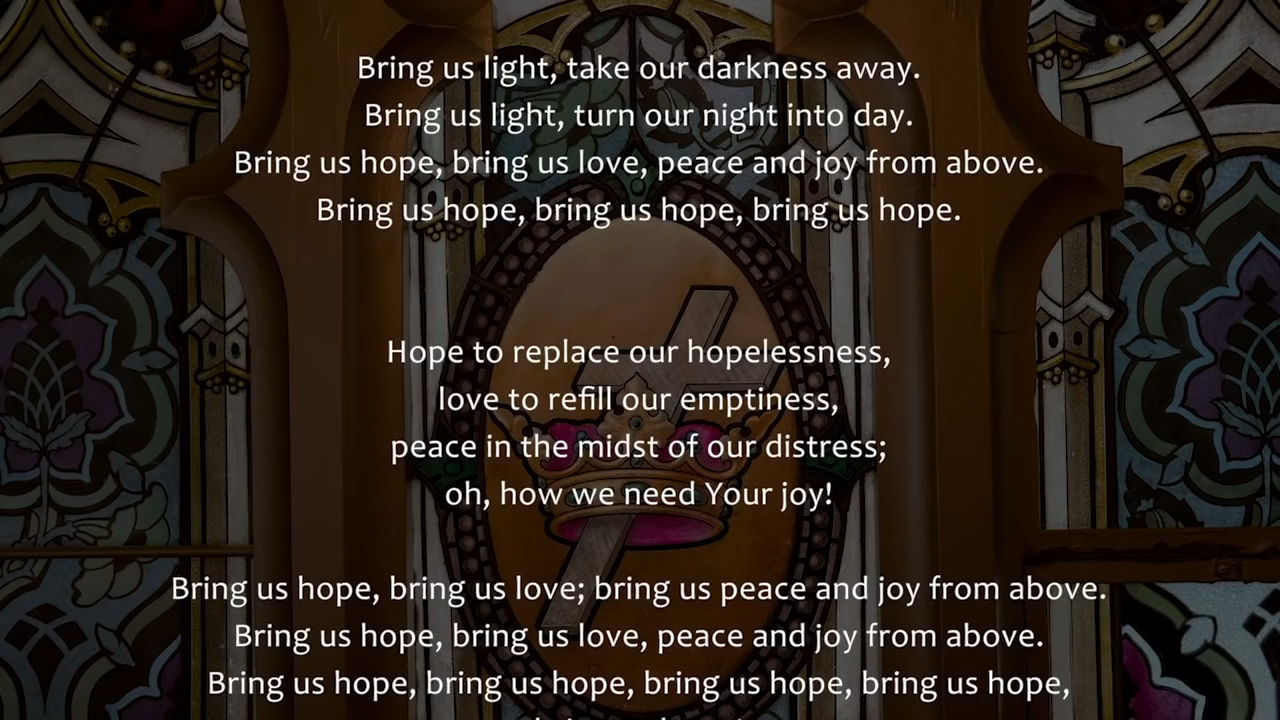 Bring us light, take our darkness away.
Bring us light, turn our night into day.
Bring us hope, bring us love, peace and joy from above.
Bring us hope, bring us hope, bring us hope.
Hope to replace our hopelessness,
love to refill our emptiness,
peace in the midst of our distress;
oh, how we need Your joy!
Bring us hope, bring us love; bring us peace and joy from above.
Bring us hope, bring us love, peace and joy from above.
Bring us hope, bring us hope, bring us hope, bring us hope,